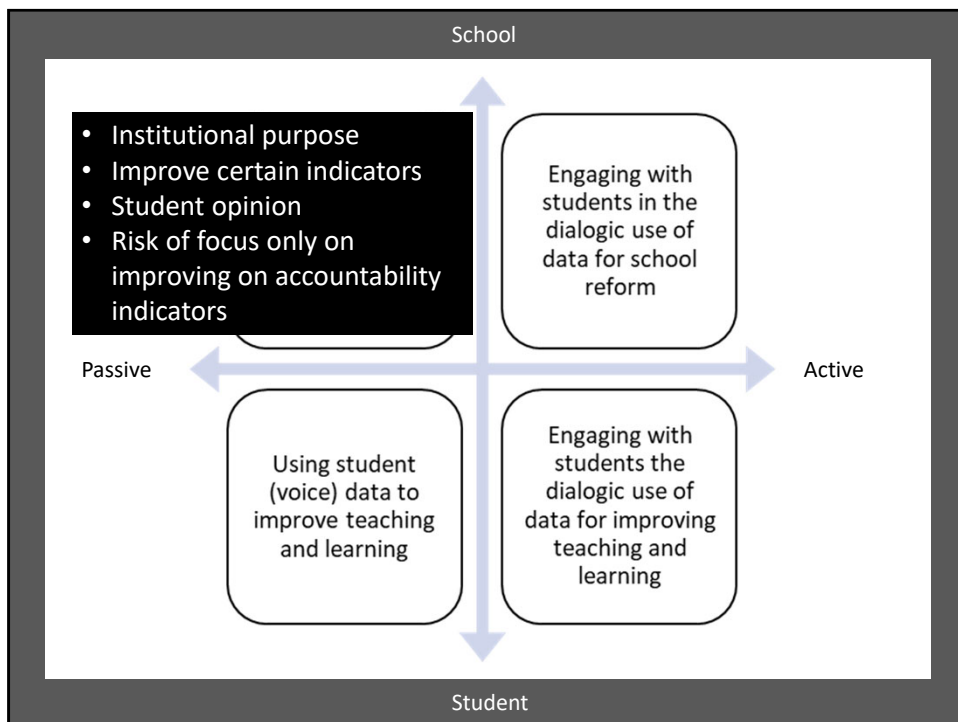 School
• Institutional purpose
• Improve certain indicators
• Student opinion
• Risk of focus only on
improving on accountability
indicators
Engaging with
students in the
dialogic use of
data for school
reform
Passive
Active
Using student
(voice) data to
improve teaching
and learning
Engaging with
students the
dialogic use of
data for improving
teaching and
learning
Student